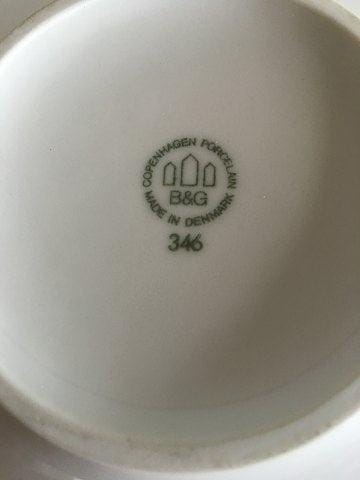 COPENHAGEN PORCELAIN
B&G
MADE IN DENMARK
346